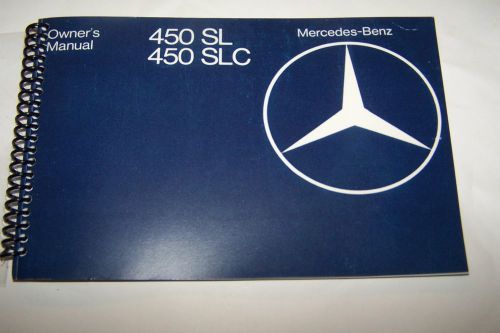 Owner's
Manual
450 SL
450 SLC
Mercedes-Benz